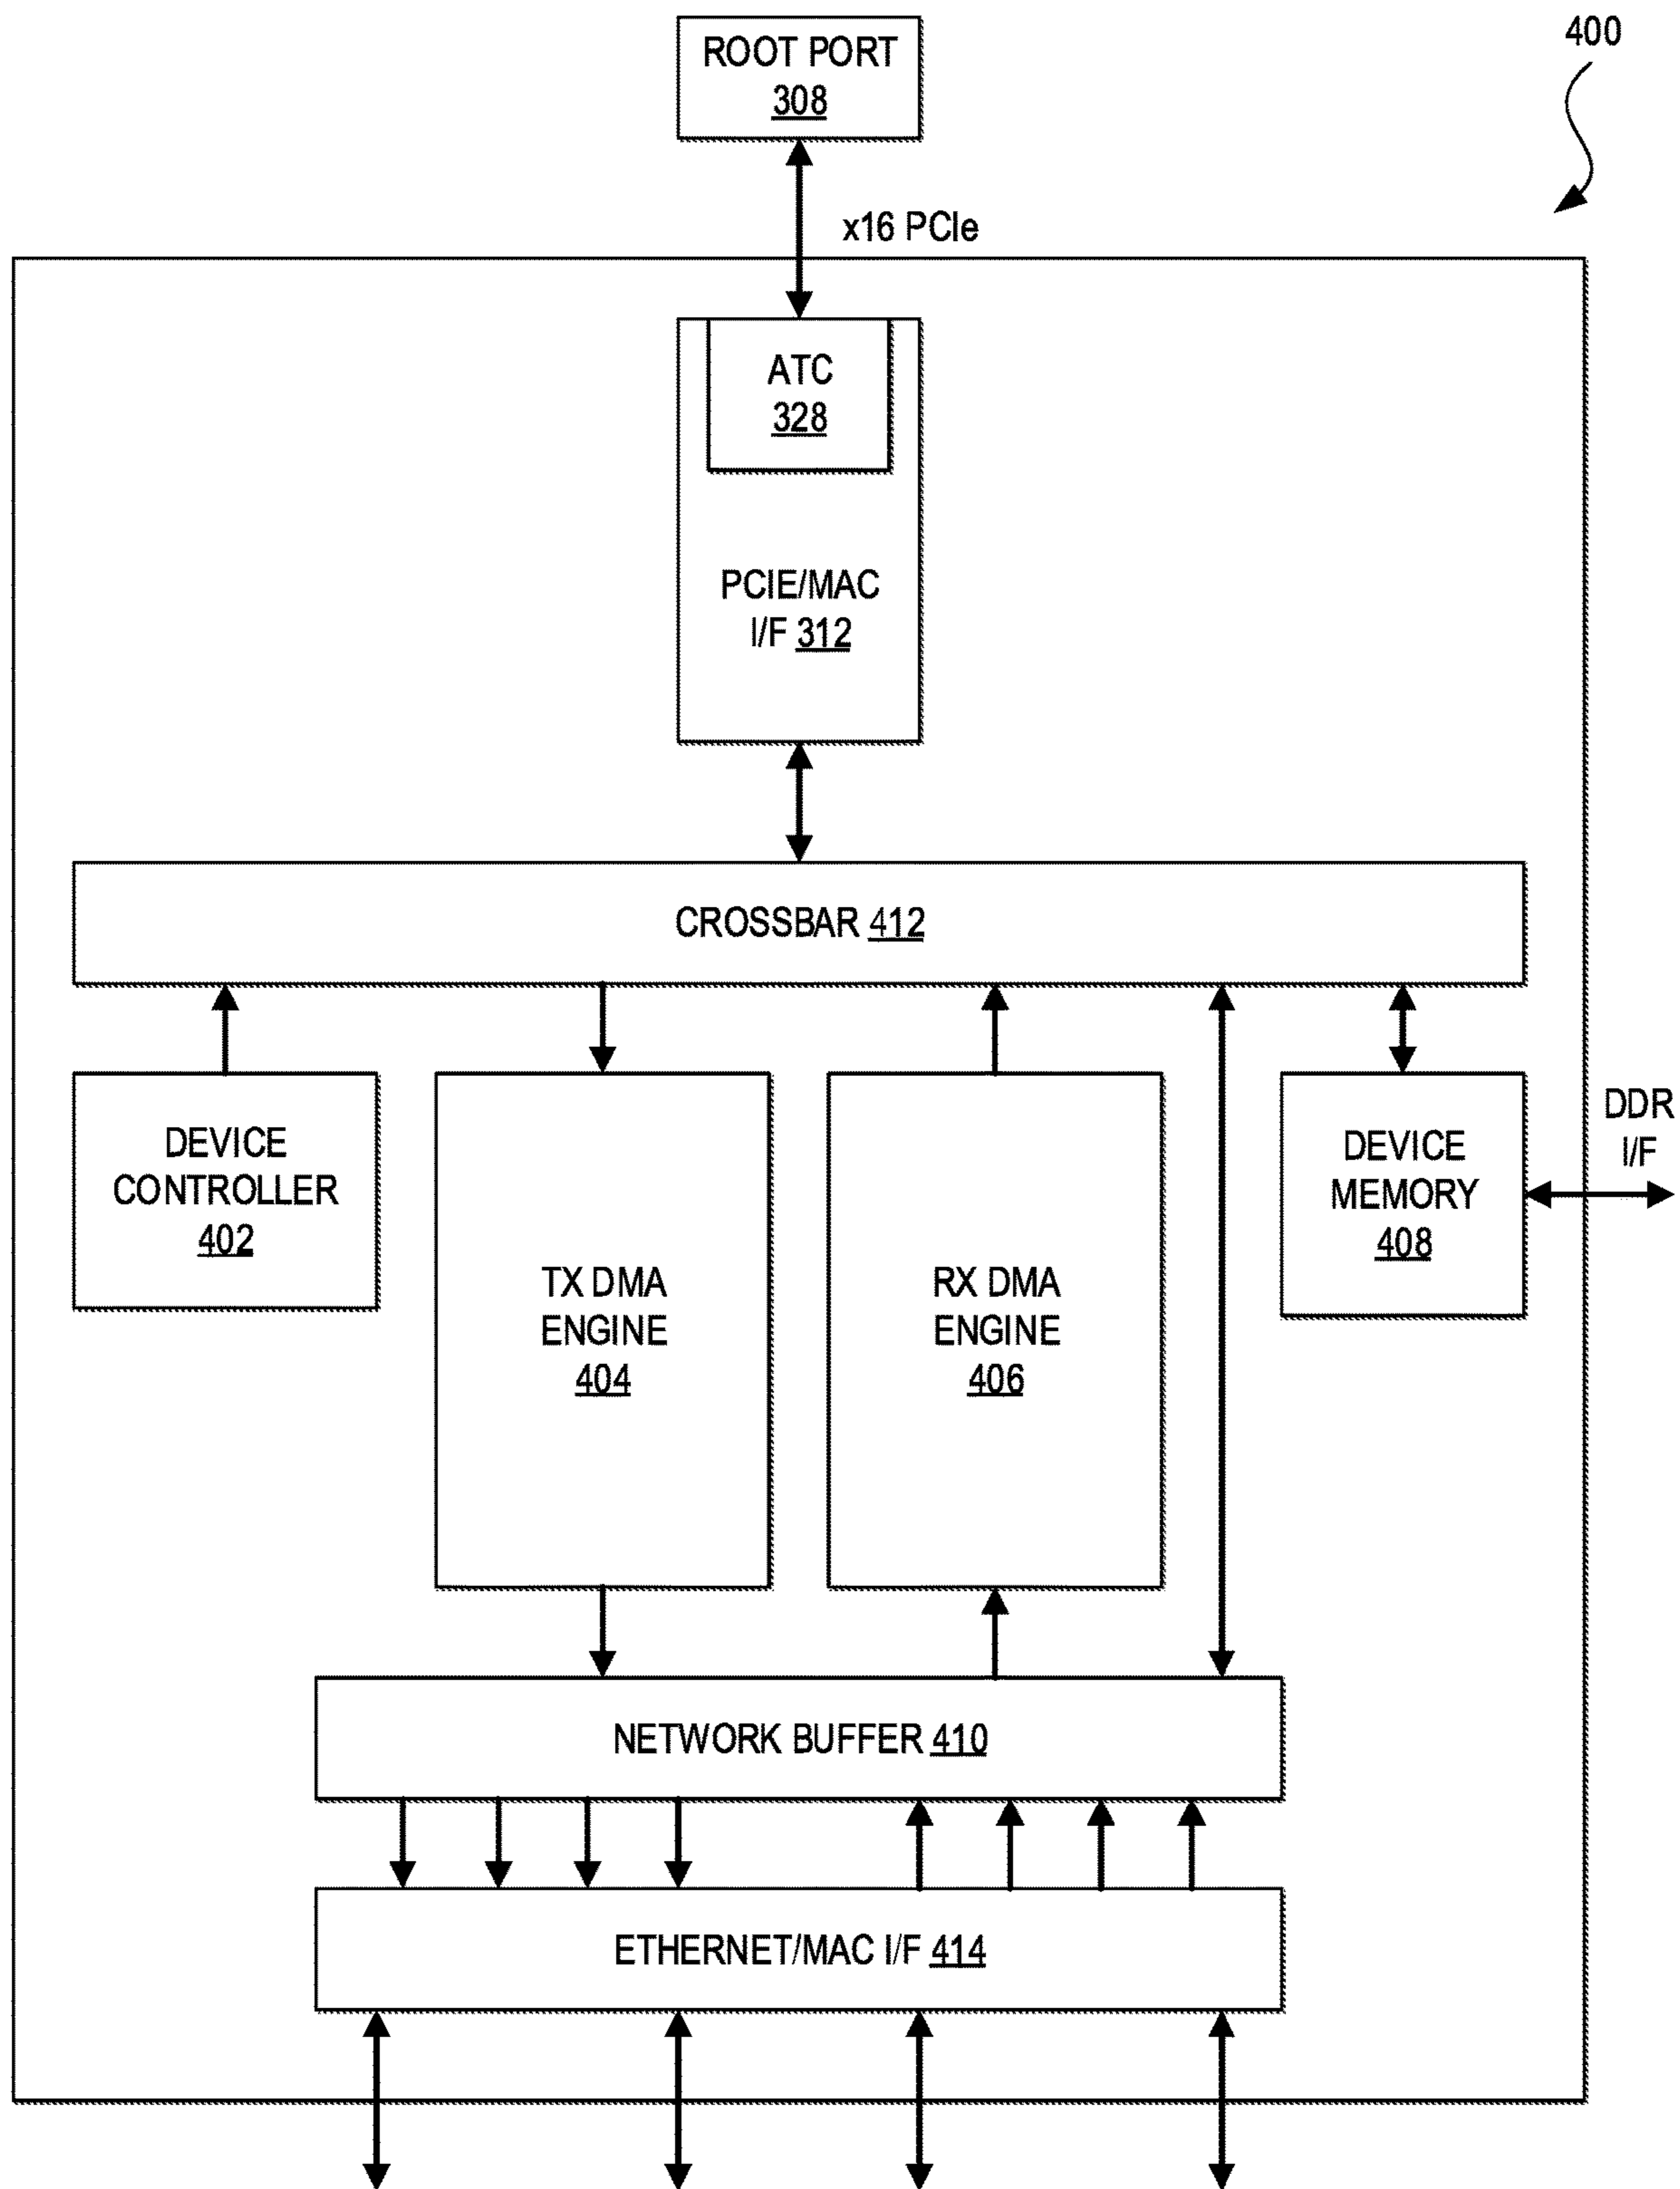 400
ROOT PORT
308
x16 PCIe
ATC
328
PCIE/MAC
I/F 312
CROSSBAR 412
DEVICE
CONTROLLER
402
TX DMA
ENGINE
404
RX DMA
ENGINE
406
DEVICE
MEMORY
408
DDR
I/F
NETWORK BUFFER 410
ETHERNET/MAC I/F 414